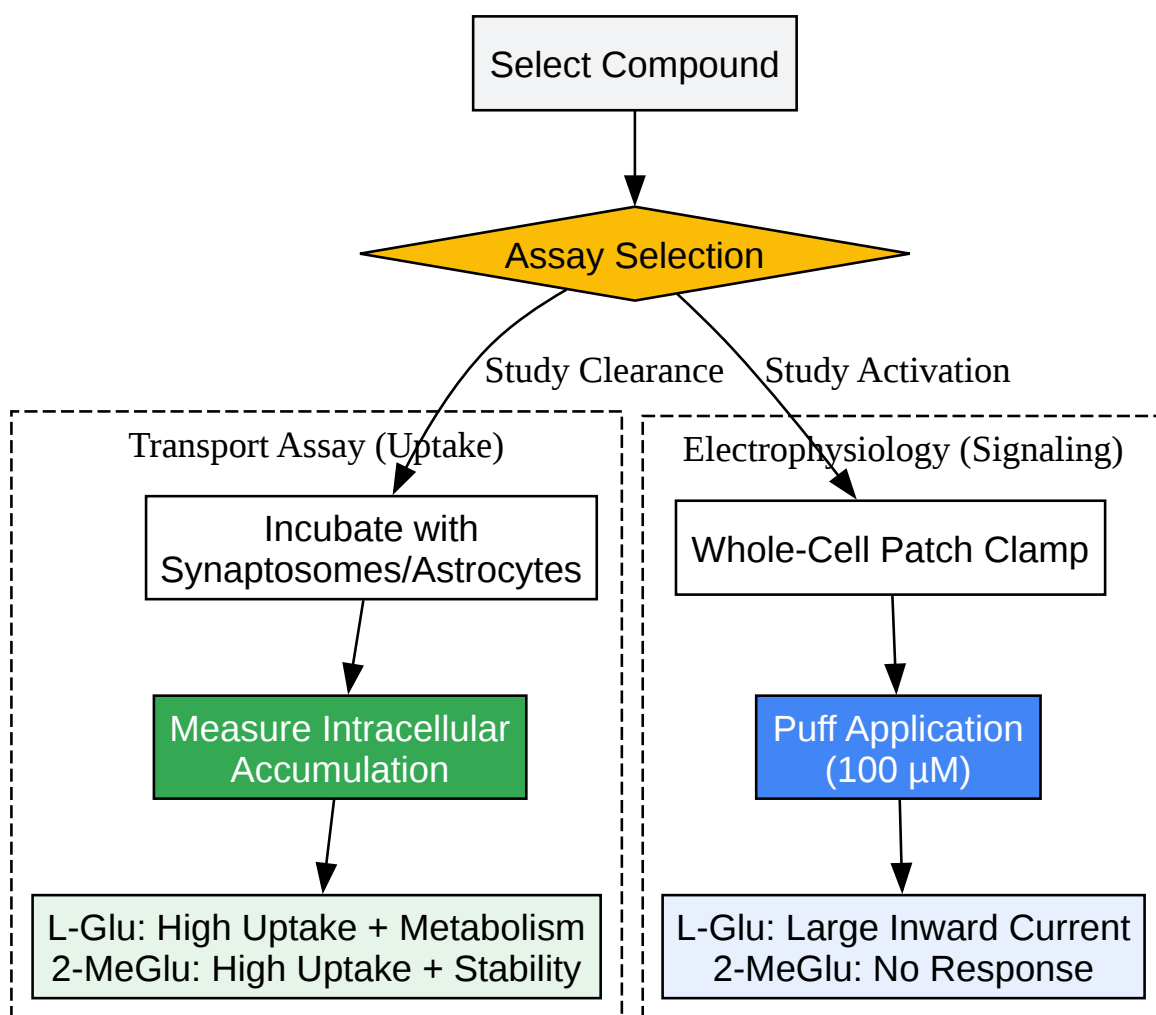 Select Compound
Assay Selection
Study Clearance
Study Activation
Transport Assay (Uptake)
Electrophysiology (Signaling)
Incubate with
Synaptosomes/Astrocytes
Whole-Cell Patch Clamp
Measure Intracellular
Accumulation
Puff Application
(100 µM)
L-Glu: High Uptake + Metabolism
2-MeGlu: High Uptake + Stability
L-Glu: Large Inward Current
2-MeGlu: No Response